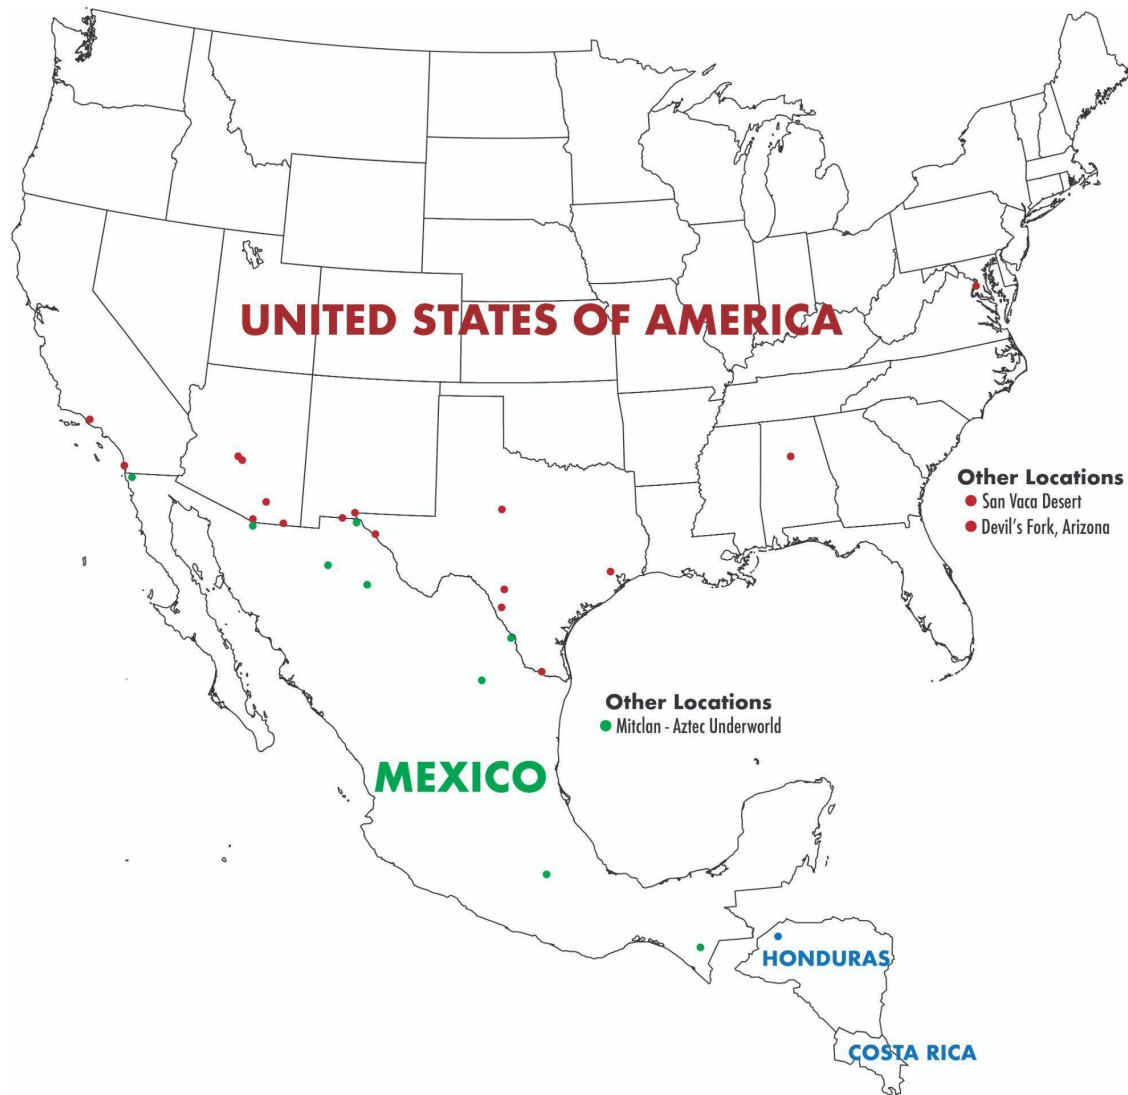 UNITED STATES OF AMERICA
Other Locations
San Vaca Desert
Devil's Fork, Arizona
Other Locations
Mitclan - Aztec Underworld
MEXICO
HONDURAS
COSTA RICA